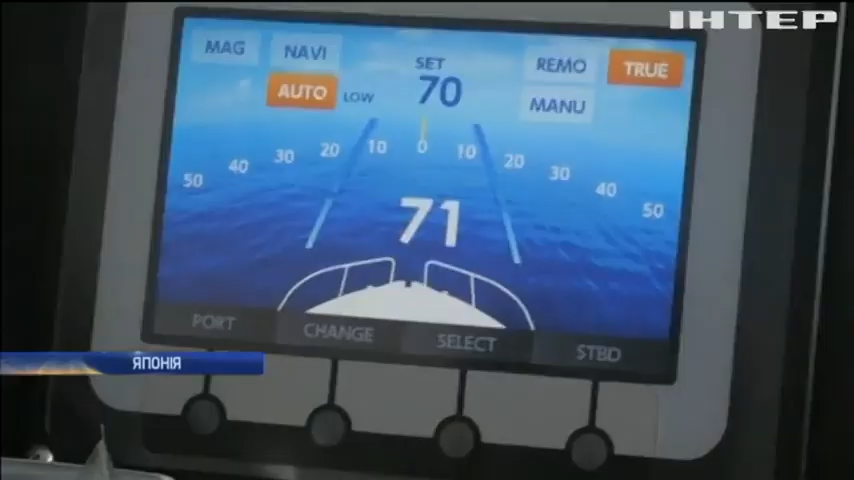 ІНТЕР
MAG NAVI SET REMO TRUE
AUTO LOW 70 MANU
50 40 30 20 10 0 10 20 30 40 50
71
PORT CHANGE SELECT STBD
ЯПОНІЯ